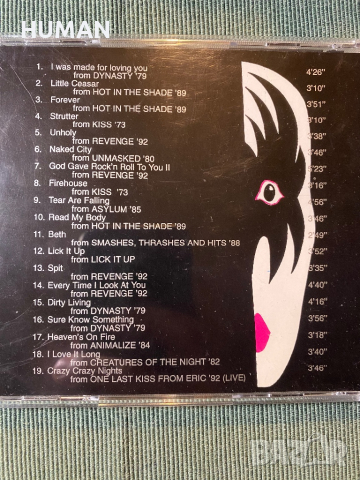 HUMAN
1. I was made for loving you
from DYNASTY '79
4'26"
2. Little Ceasar
from HOT IN THE SHADE '89
3'10"
3. Forever
from HOT IN THE SHADE '89
3'51"
4. Strutter
from KISS '73
3'10"
5. Unholy
from REVENGE '92
3'38"
6. Naked City
from UNMASKED '80
3'46"
7. God Gave Rock'n Roll To You II
from REVENGE '92
8. Firehouse
from KISS '73
9. Tear Are Falling
from ASYLUM '85
10. Read My Body
from HOT IN THE SHADE '89
11. Beth
from SMASHES, THRASHES AND HITS '88
12. Lick It Up
from LICK IT UP
13. Spit
from REVENGE '92
3'35"
14. Every Time I Look At You
from REVENGE '92
4'40"
15. Dirty Living
from DYNASTY '79
4'16"
16. Sure Know Something
from DYNASTY '79
3'56"
17. Heaven's On Fire
from ANIMALIZE '84
3'18"
18. I Love It Long
from CREATURES OF THE NIGHT '82
3'40"
19. Crazy Crazy Nights
from ONE LAST KISS FROM ERIC '92 (LIVE)
3'46"
bazar